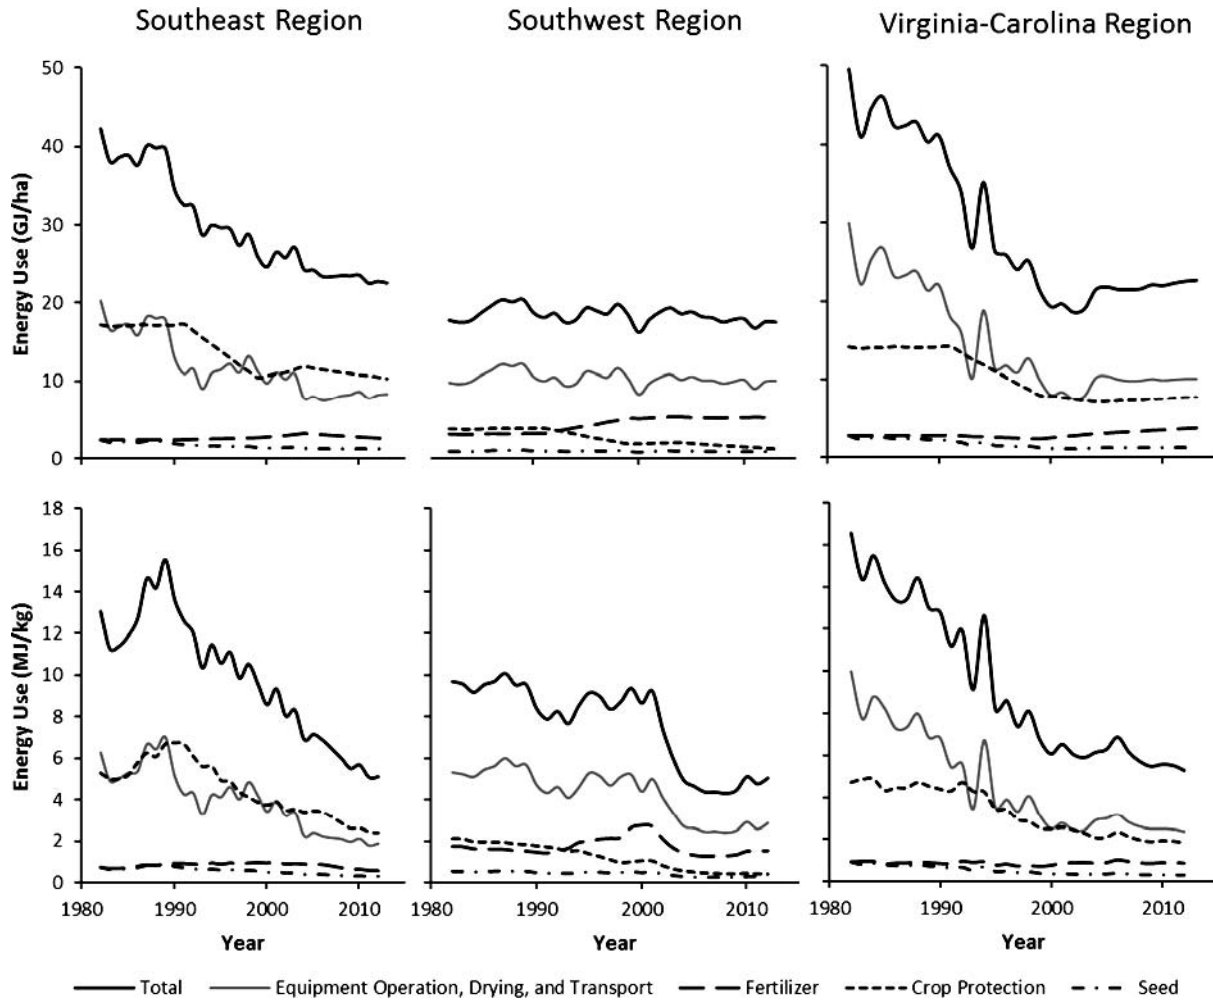 Southeast Region
Southwest Region
Virginia-Carolina Region
Energy Use (GJ/ha)
50
40
30
20
10
0
Energy Use (MJ/kg)
18
16
14
12
10
8
6
4
2
0
1980 1990 2000 2010
1980 1990 2000 2010
1980 1990 2000 2010
Year
Year
Year
Total Equipment Operation, Drying, and Transport Fertilizer Crop Protection Seed